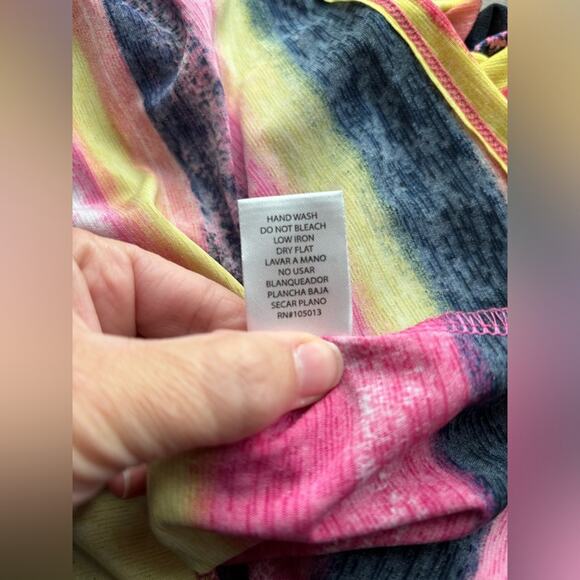 HAND WASH
DO NOT BLEACH
LOW IRON
DRY FLAT
LAVAR A MANO
NO USAR
BLANQUEADOR
PLANCHA BAJA
SECAR PLANO
RN#105013